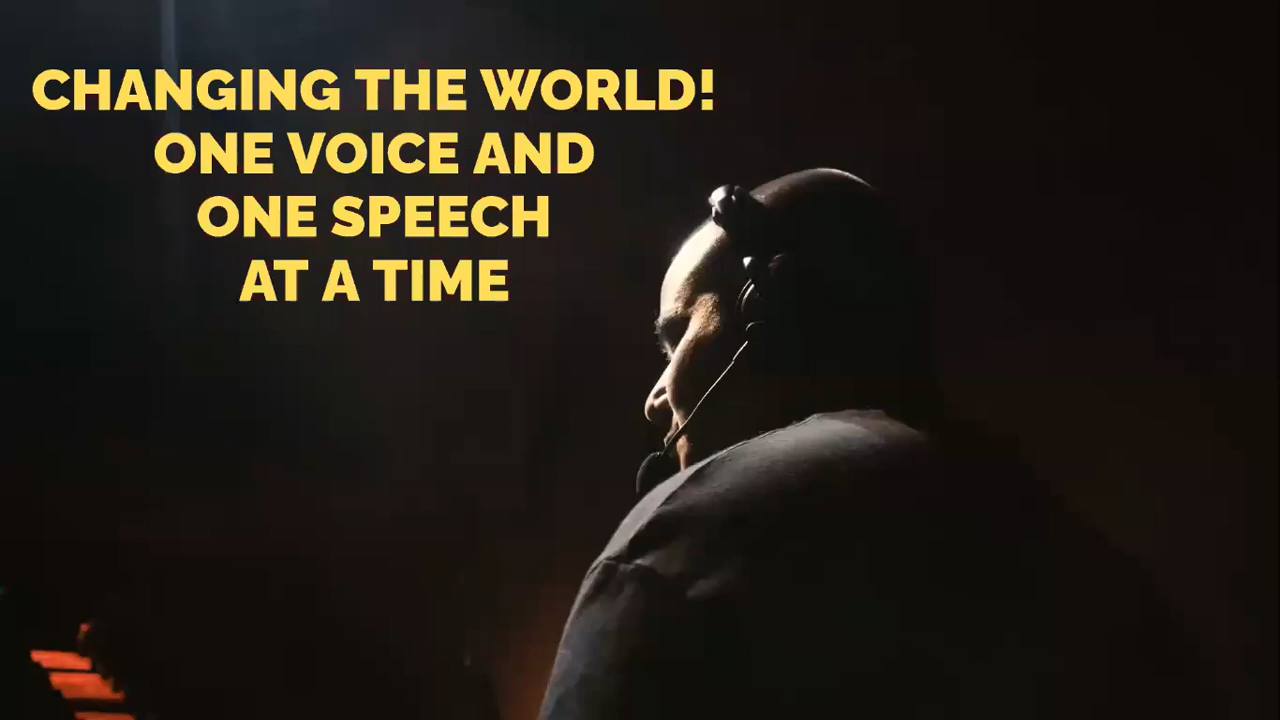 CHANGING THE WORLD!
ONE VOICE AND
ONE SPEECH
AT A TIME